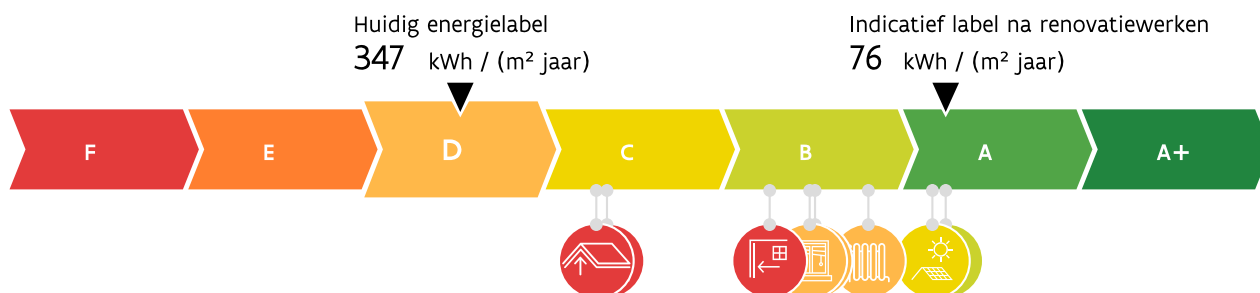 Huidig energielabel
347 kWh / (m² jaar)
Indicatief label na renovatiewerken
76 kWh / (m² jaar)
F
E
D
C
B
A
A+